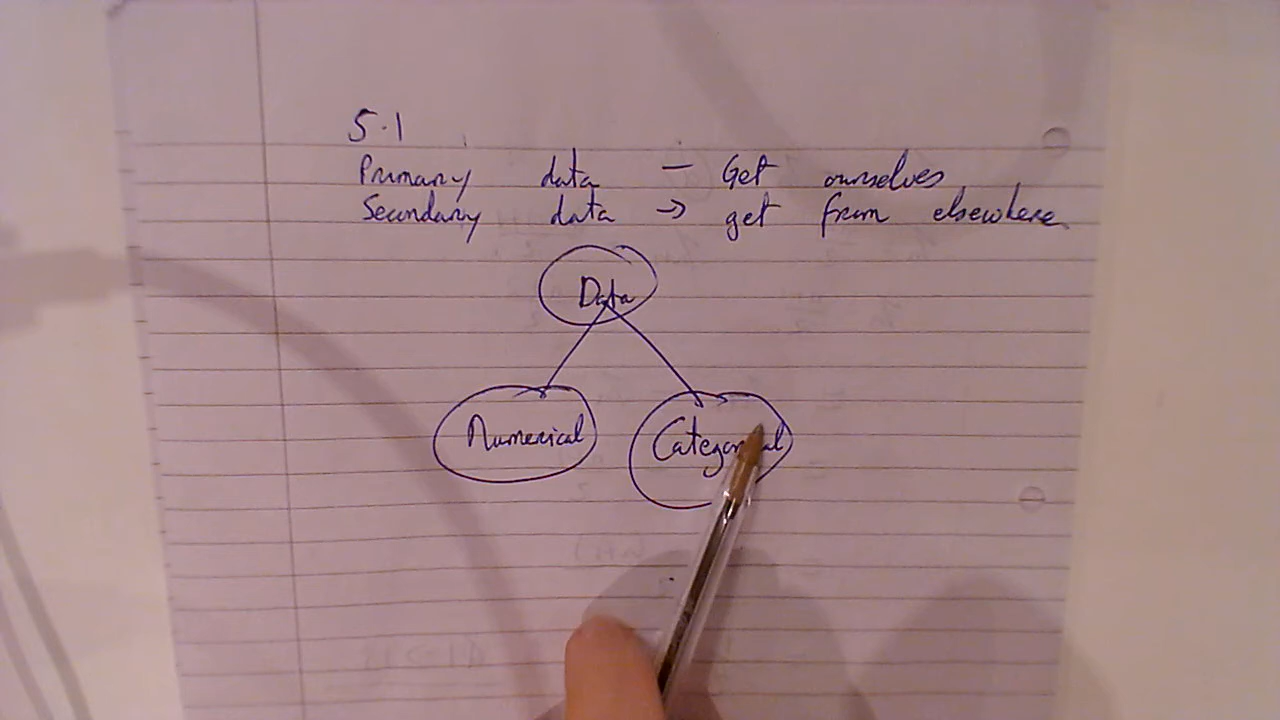 5.1
Primary data - Get ourselves
Secondary data → get from elsewhere
Data
Numerical
Categorical